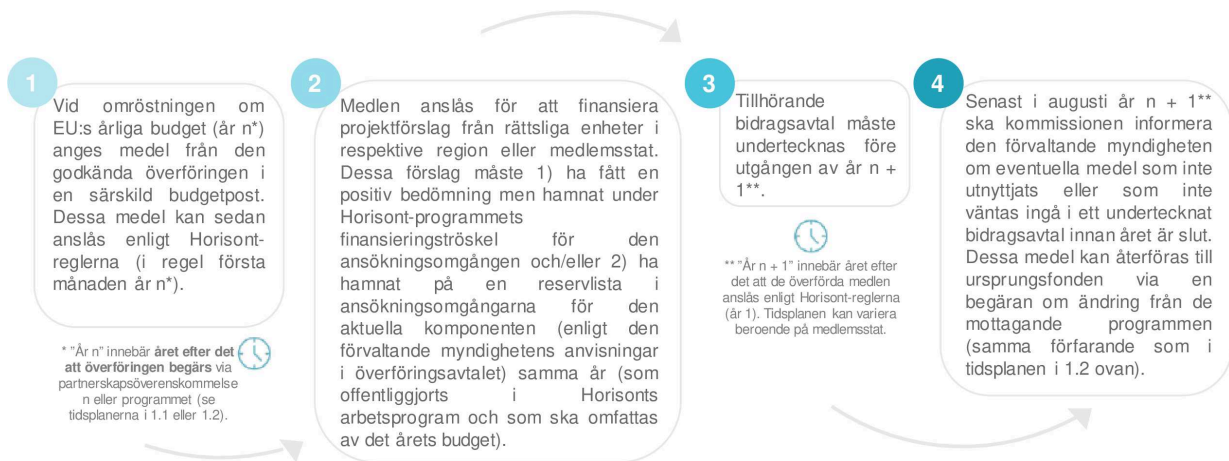 1
Vid omröstningen om
EU:s årliga budget (år n*)
anges medel från den
godkända överföringen i
en särskild budgetpost.
Dessa medel kan sedan
anslås enligt Horisont-
reglerna (i regel första
månaden år n*).
* "År n" innebär året efter det
att överföringen begärs via
partnerskapsöverenskommelse
n eller programmet (se
tidsplanerna i 1.1 eller 1.2).
2
Medlen anslås för att finansiera
projektförslag från rättsliga enheter i
respektive region eller medlemsstat.
Dessa förslag måste 1) ha fått en
positiv bedömning men hamnat under
Horisont-programmets
finansieringströskel för den
ansökningsomgången och/eller 2) ha
hamnat på en reservlista i
ansökningsomgångarna för den
aktuella komponenten (enligt den
förvaltande myndighetens anvisningar
i överföringsavtalet) samma år (som
offentliggjorts i Horisonts
arbetsprogram och som ska omfattas
av det årets budget).
3
Tillhörande
bidragsavtal måste
undertecknas före
utgången av år n +
1**.
** "År n + 1" innebär året efter
det att de överförda medlen
anslås enligt Horisont-reglerna
(år 1). Tidsplanen kan variera
beroende på medlemsstat.
4
Senast i augusti år n + 1**
ska kommissionen informera
den förvaltande myndigheten
om eventuella medel som inte
utnyttjats eller som inte
väntas ingå i ett undertecknat
bidragsavtal innan året är slut.
Dessa medel kan återföras till
ursprungsfonden via en
begäran om ändring från de
mottagande programmen
(samma förfarande som i
tidsplanen i 1.2 ovan).